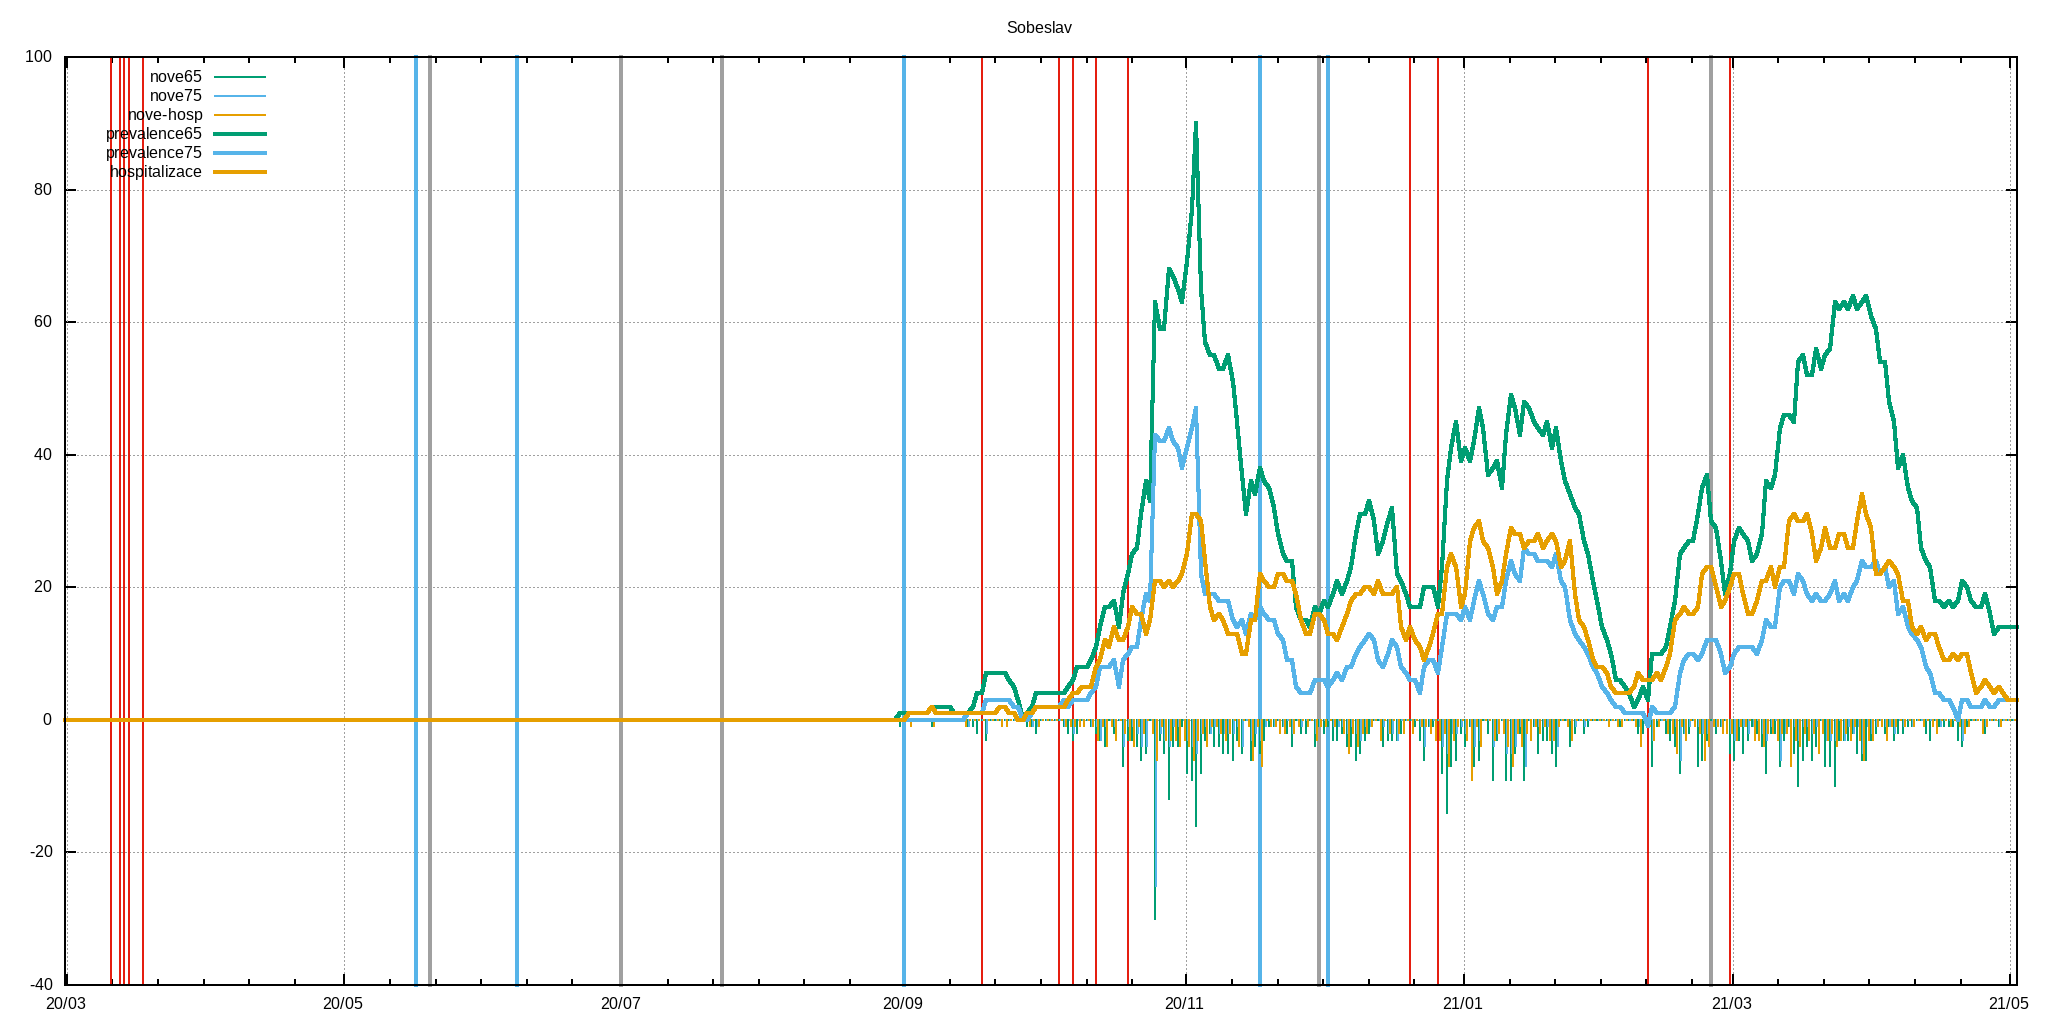 Sobeslav
100
80
60
40
20
0
-20
-40
nove65
nove75
nove-hosp
prevalence65
prevalence75
hospitalizace
20/03 20/05 20/07 20/09 20/11 21/01 21/03 21/05